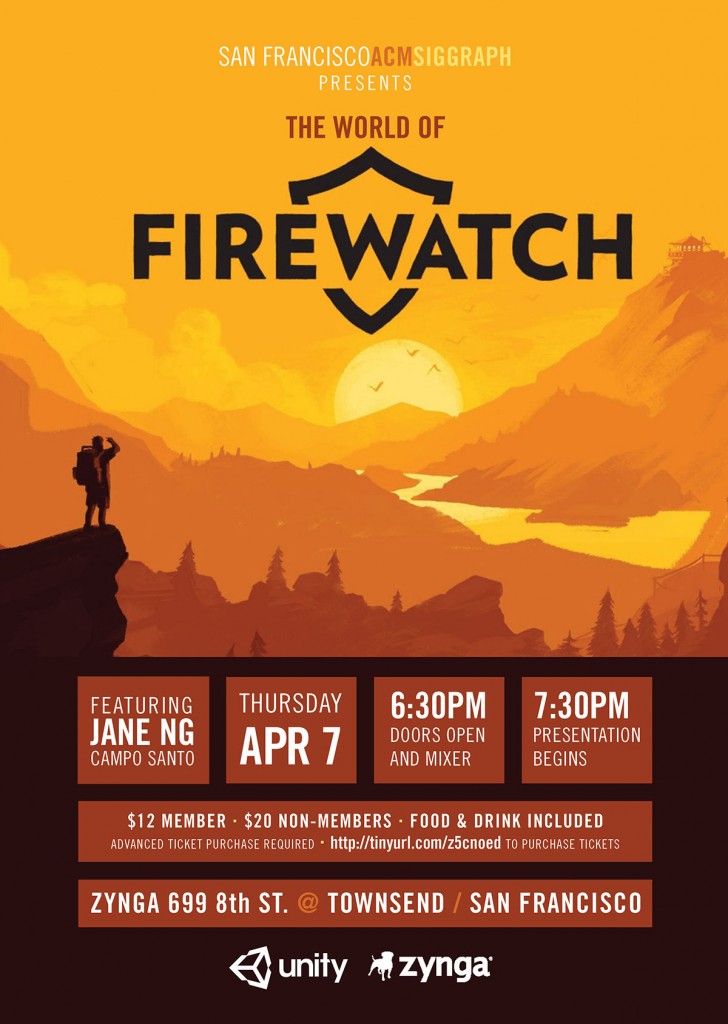 SAN FRANCISCOACMSIGGRAPH
PRESENTS
THE WORLD OF
FIREWATCH
FEATURING
JANE NG
CAMPO SANTO
THURSDAY
APR 7
6:30PM
DOORS OPEN
AND MIXER
7:30PM
PRESENTATION
BEGINS
$12 MEMBER · $20 NON-MEMBERS · FOOD & DRINK INCLUDED
ADVANCED TICKET PURCHASE REQUIRED · http://tinyurl.com/z5cnoed TO PURCHASE TICKETS
ZYNGA 699 8th ST. @ TOWNSEND / SAN FRANCISCO
unity zynga